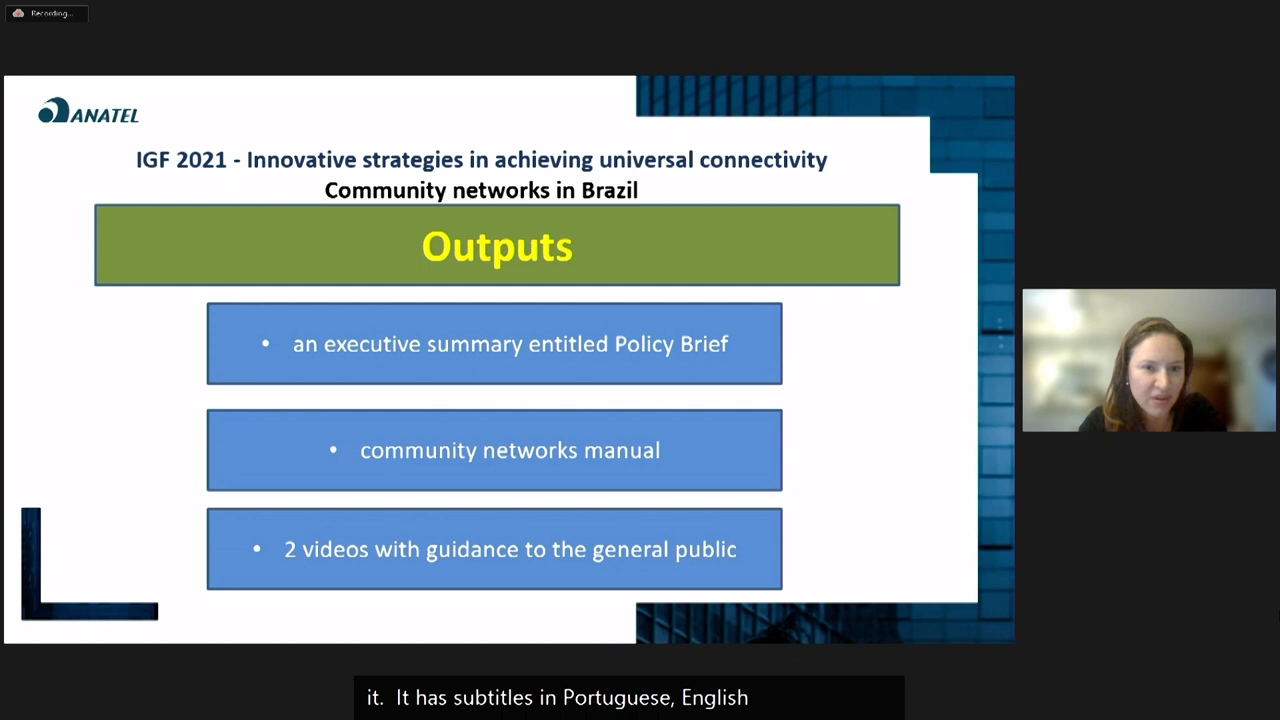 Recording...
ANATEL
IGF 2021 - Innovative strategies in achieving universal connectivity
Community networks in Brazil
Outputs
• an executive summary entitled Policy Brief
• community networks manual
• 2 videos with guidance to the general public
it.  It has subtitles in Portuguese, English